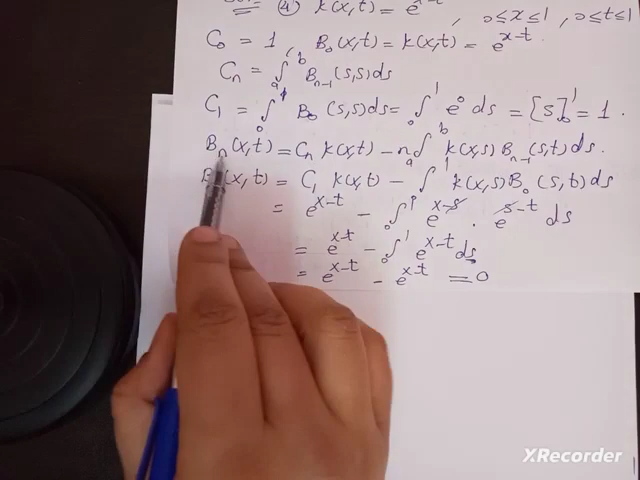 ④ K(x,t) = e^{x-t} , 0≤x≤1, 0≤t≤1
C₀ = 1, B₀(x,t) = K(x,t) = e^{x-t}.
Cₙ = ∫ₐᵇ Bₙ₋₁(s,s)ds
C₁ = ∫₀¹ B₀(s,s)ds = ∫₀¹ e⁰ ds = [s]₀¹ = 1.
Bₙ(x,t) = Cₙ K(x,t) - n ∫ₐᵇ K(x,s) Bₙ₋₁(s,t)ds.
B (x,t) = C₁ K(x,t) - ∫₀¹ K(x,s) B₀(s,t)ds
= e^{x-t} - ∫₀¹ e^{x-s} . e^{s-t} ds
= e^{x-t} - ∫₀¹ e^{x-t} ds
= e^{x-t} - e^{x-t} = 0
XRecorder